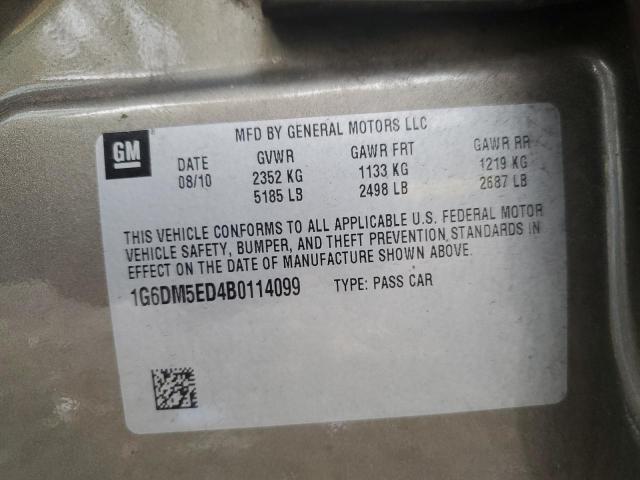 MFD BY GENERAL MOTORS LLC
GM
DATE GVWR GAWR FRT GAWR RR
08/10 2352 KG 1133 KG 1219 KG
5185 LB 2498 LB 2687 LB
THIS VEHICLE CONFORMS TO ALL APPLICABLE U.S. FEDERAL MOTOR
VEHICLE SAFETY, BUMPER, AND THEFT PREVENTION STANDARDS IN
EFFECT ON THE DATE OF MANUFACTURE SHOWN ABOVE.
1G6DM5ED4B0114099 TYPE: PASS CAR